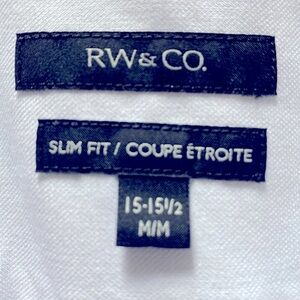 RW&CO.
SLIM FIT / COUPE ÉTROITE
15-15½
M/M